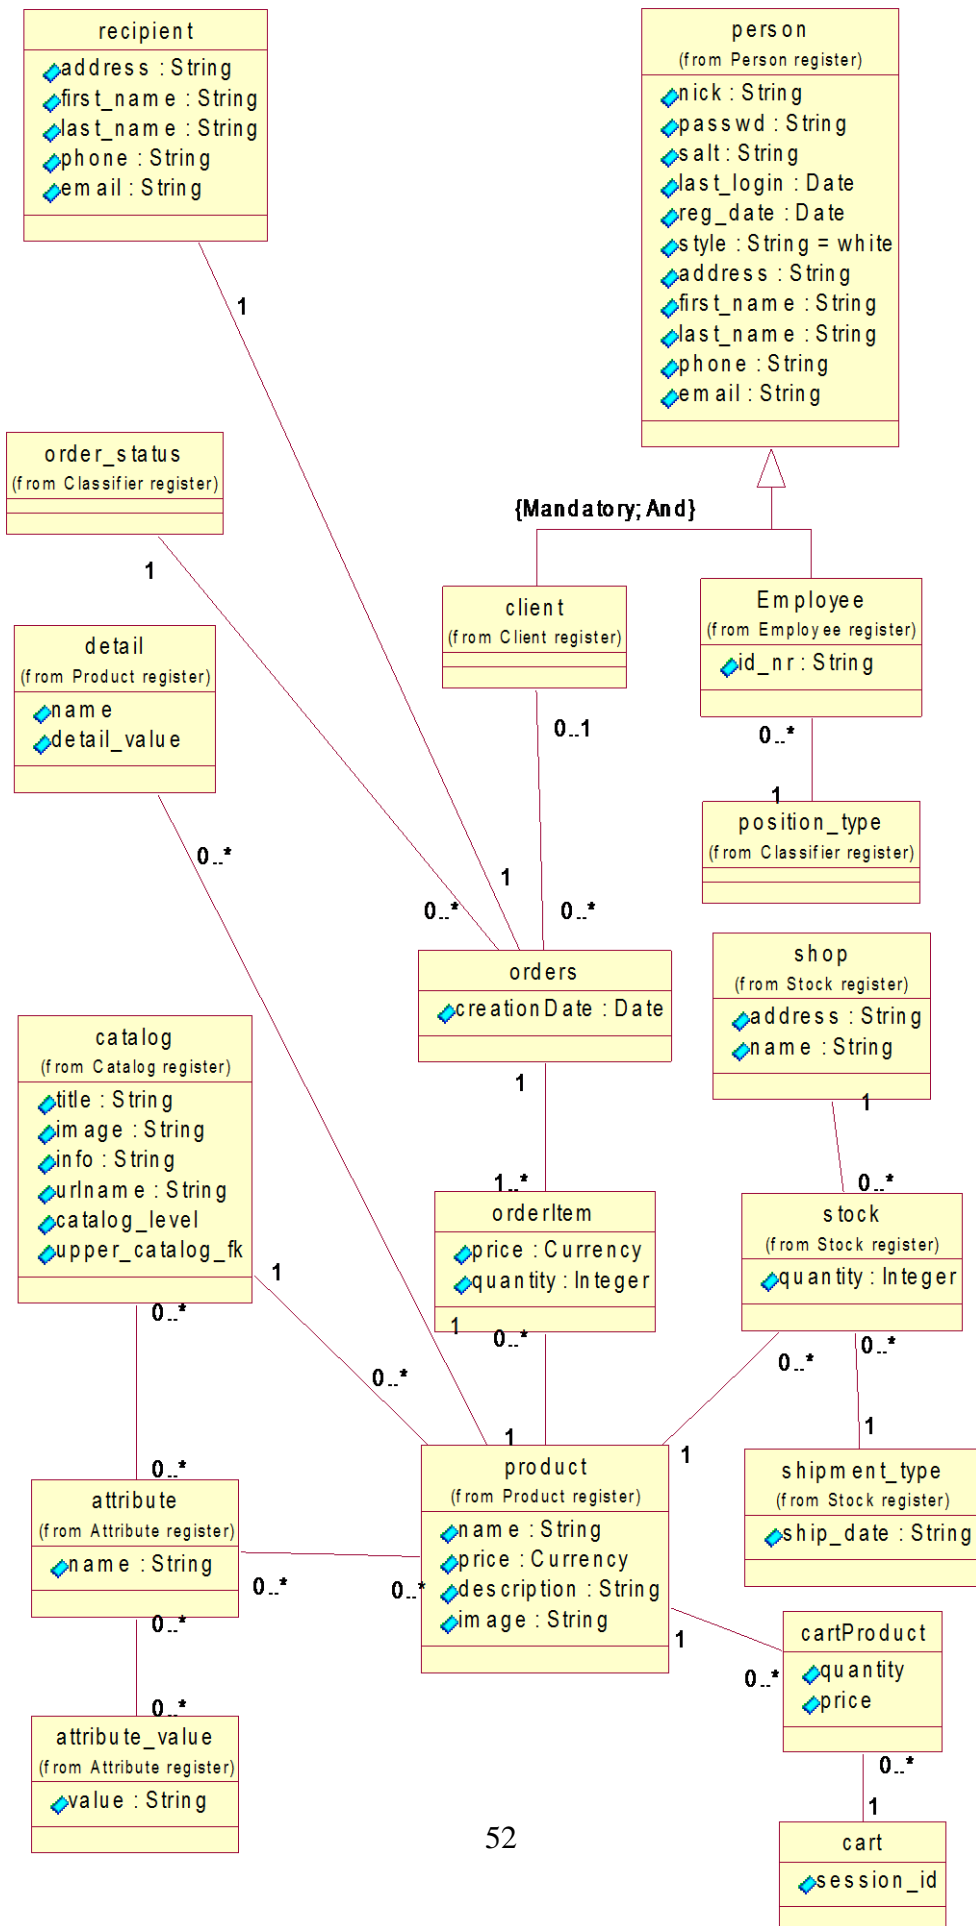 recipient
address : String
first_name : String
last_name : String
phone : String
email : String
person
(from Person register)
nick : String
passwd : String
salt : String
last_login : Date
reg_date : Date
style : String = white
address : String
first_name : String
last_name : String
phone : String
email : String
1
order_status
(from Classifier register)
1
{Mandatory; And}
client
(from Client register)
0..1
Employee
(from Employee register)
id_nr : String
0..*
1
position_type
(from Classifier register)
detail
(from Product register)
name
detail_value
0..*
1
0..*
0..*
orders
creationDate : Date
1
shop
(from Stock register)
address : String
name : String
1
0..*
catalog
(from Catalog register)
title : String
image : String
info : String
urlname : String
catalog_level
upper_catalog_fk
1
0..*
0..*
1..*
orderItem
price : Currency
quantity : Integer
1
0..*
stock
(from Stock register)
quantity : Integer
0..*
0..*
1
1
1
shipment_type
(from Stock register)
ship_date : String
0..*
attribute
(from Attribute register)
name : String
0..*
0..*
0..*
product
(from Product register)
name : String
price : Currency
description : String
image : String
1
0..*
cartProduct
quantity
price
0..*
1
0..*
attribute_value
(from Attribute register)
value : String
cart
session_id
52